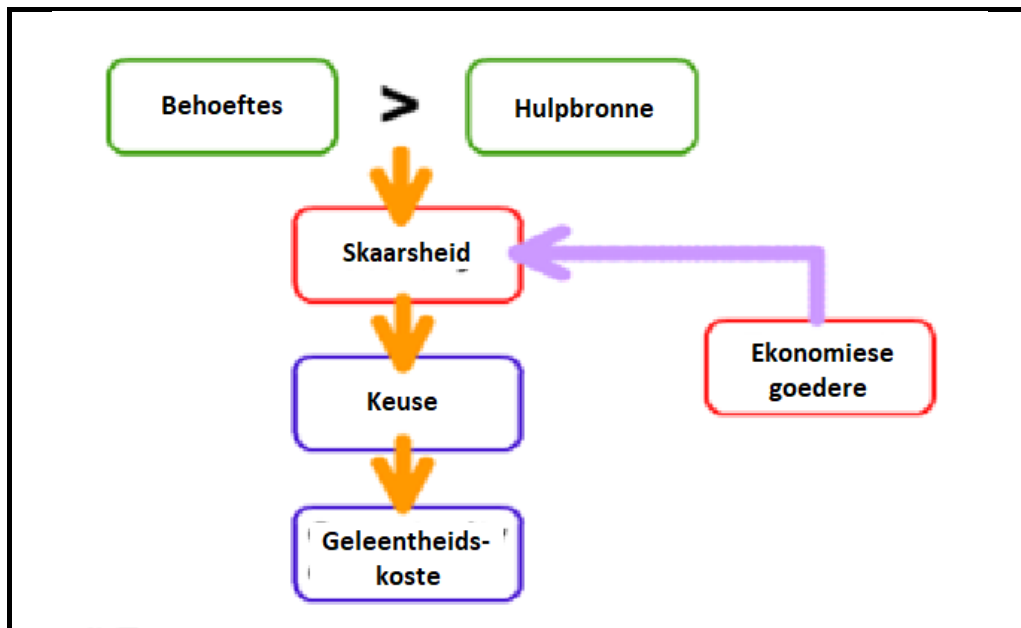 Behoeftes > Hulpbronne
Skaarsheid
Ekonomiese
goedere
Keuse
Geleentheids-
koste